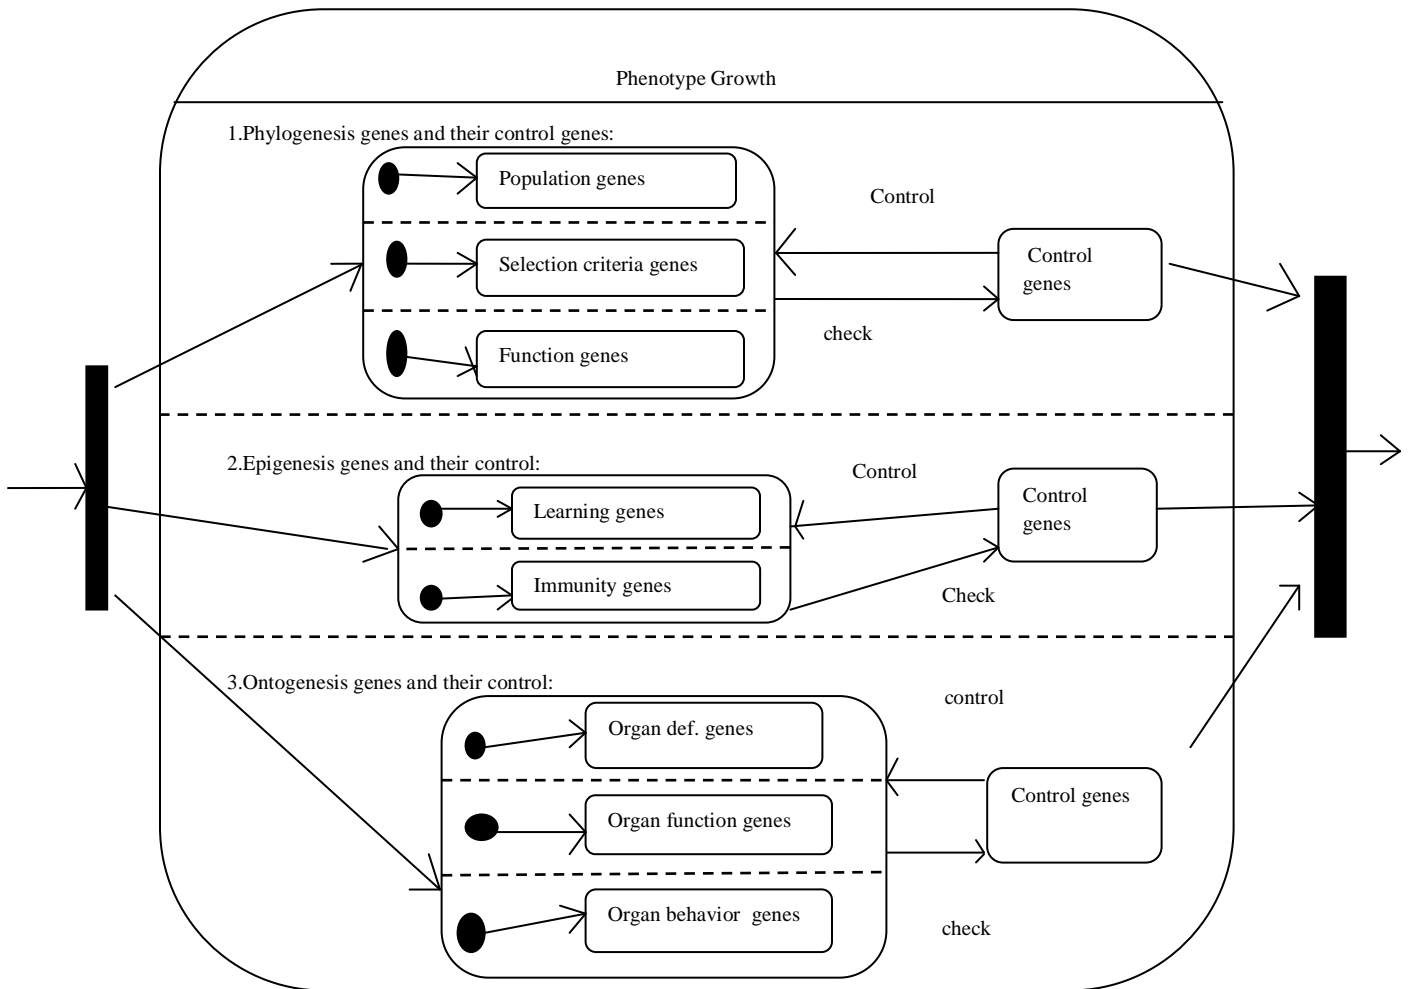 Phenotype Growth
1.Phylogenesis genes and their control genes:
Population genes
Control
Selection criteria genes
Control
genes
check
Function genes
2.Epigenesis genes and their control:
Control
Learning genes
Control
genes
Immunity genes
Check
3.Ontogenesis genes and their control:
control
Organ def. genes
Control genes
Organ function genes
Organ behavior  genes
check